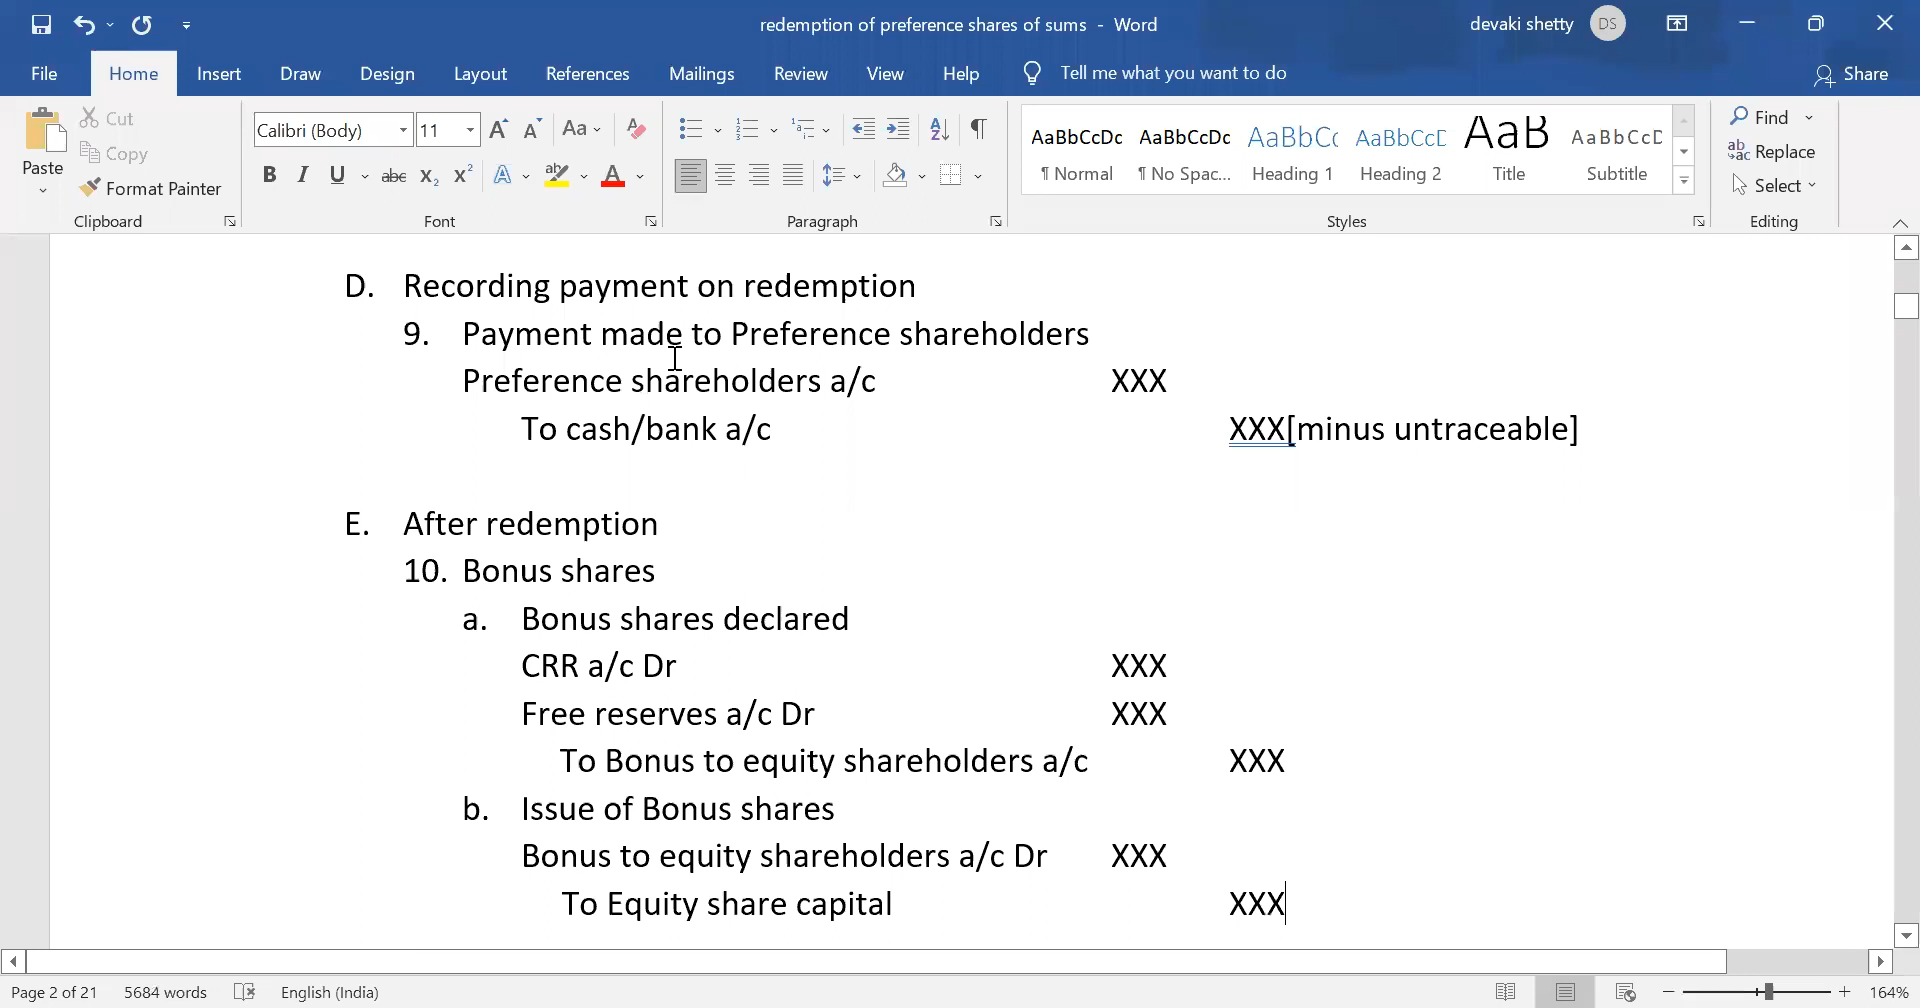 redemption of preference shares of sums - Word
devaki shetty DS
File Home Insert Draw Design Layout References Mailings Review View Help Tell me what you want to do Share
Paste
Cut
Copy
Format Painter
Clipboard
Calibri (Body) 11
Font
Paragraph
AaBbCcDc AaBbCcDc AaBbCc AaBbCcD AaB AaBbCcD
¶ Normal ¶ No Spac... Heading 1 Heading 2 Title Subtitle
Styles
Find
Replace
Select
Editing
D. Recording payment on redemption
9. Payment made to Preference shareholders
Preference shareholders a/c XXX
To cash/bank a/c XXX[minus untraceable]
E. After redemption
10. Bonus shares
a. Bonus shares declared
CRR a/c Dr XXX
Free reserves a/c Dr XXX
To Bonus to equity shareholders a/c XXX
b. Issue of Bonus shares
Bonus to equity shareholders a/c Dr XXX
To Equity share capital XXX
Page 2 of 21 5684 words English (India) 164%